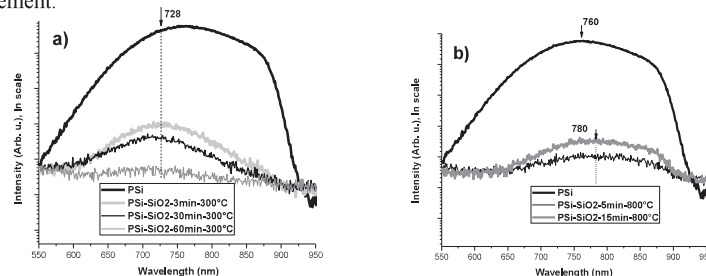 ement.
a)
728
Intensity (Arb. u.), ln scale
PSi
PSi-SiO2-3min-300°C
PSi-SiO2-30min-300°C
PSi-SiO2-60min-300°C
550 600 650 700 750 800 850 900 950
Wavelength (nm)
b)
760
780
Intensity (Arb. u.), ln scale
PSi
PSi-SiO2-5min-800°C
PSi-SiO2-15min-800°C
550 600 650 700 750 800 850 900 950
Wavelength (nm)